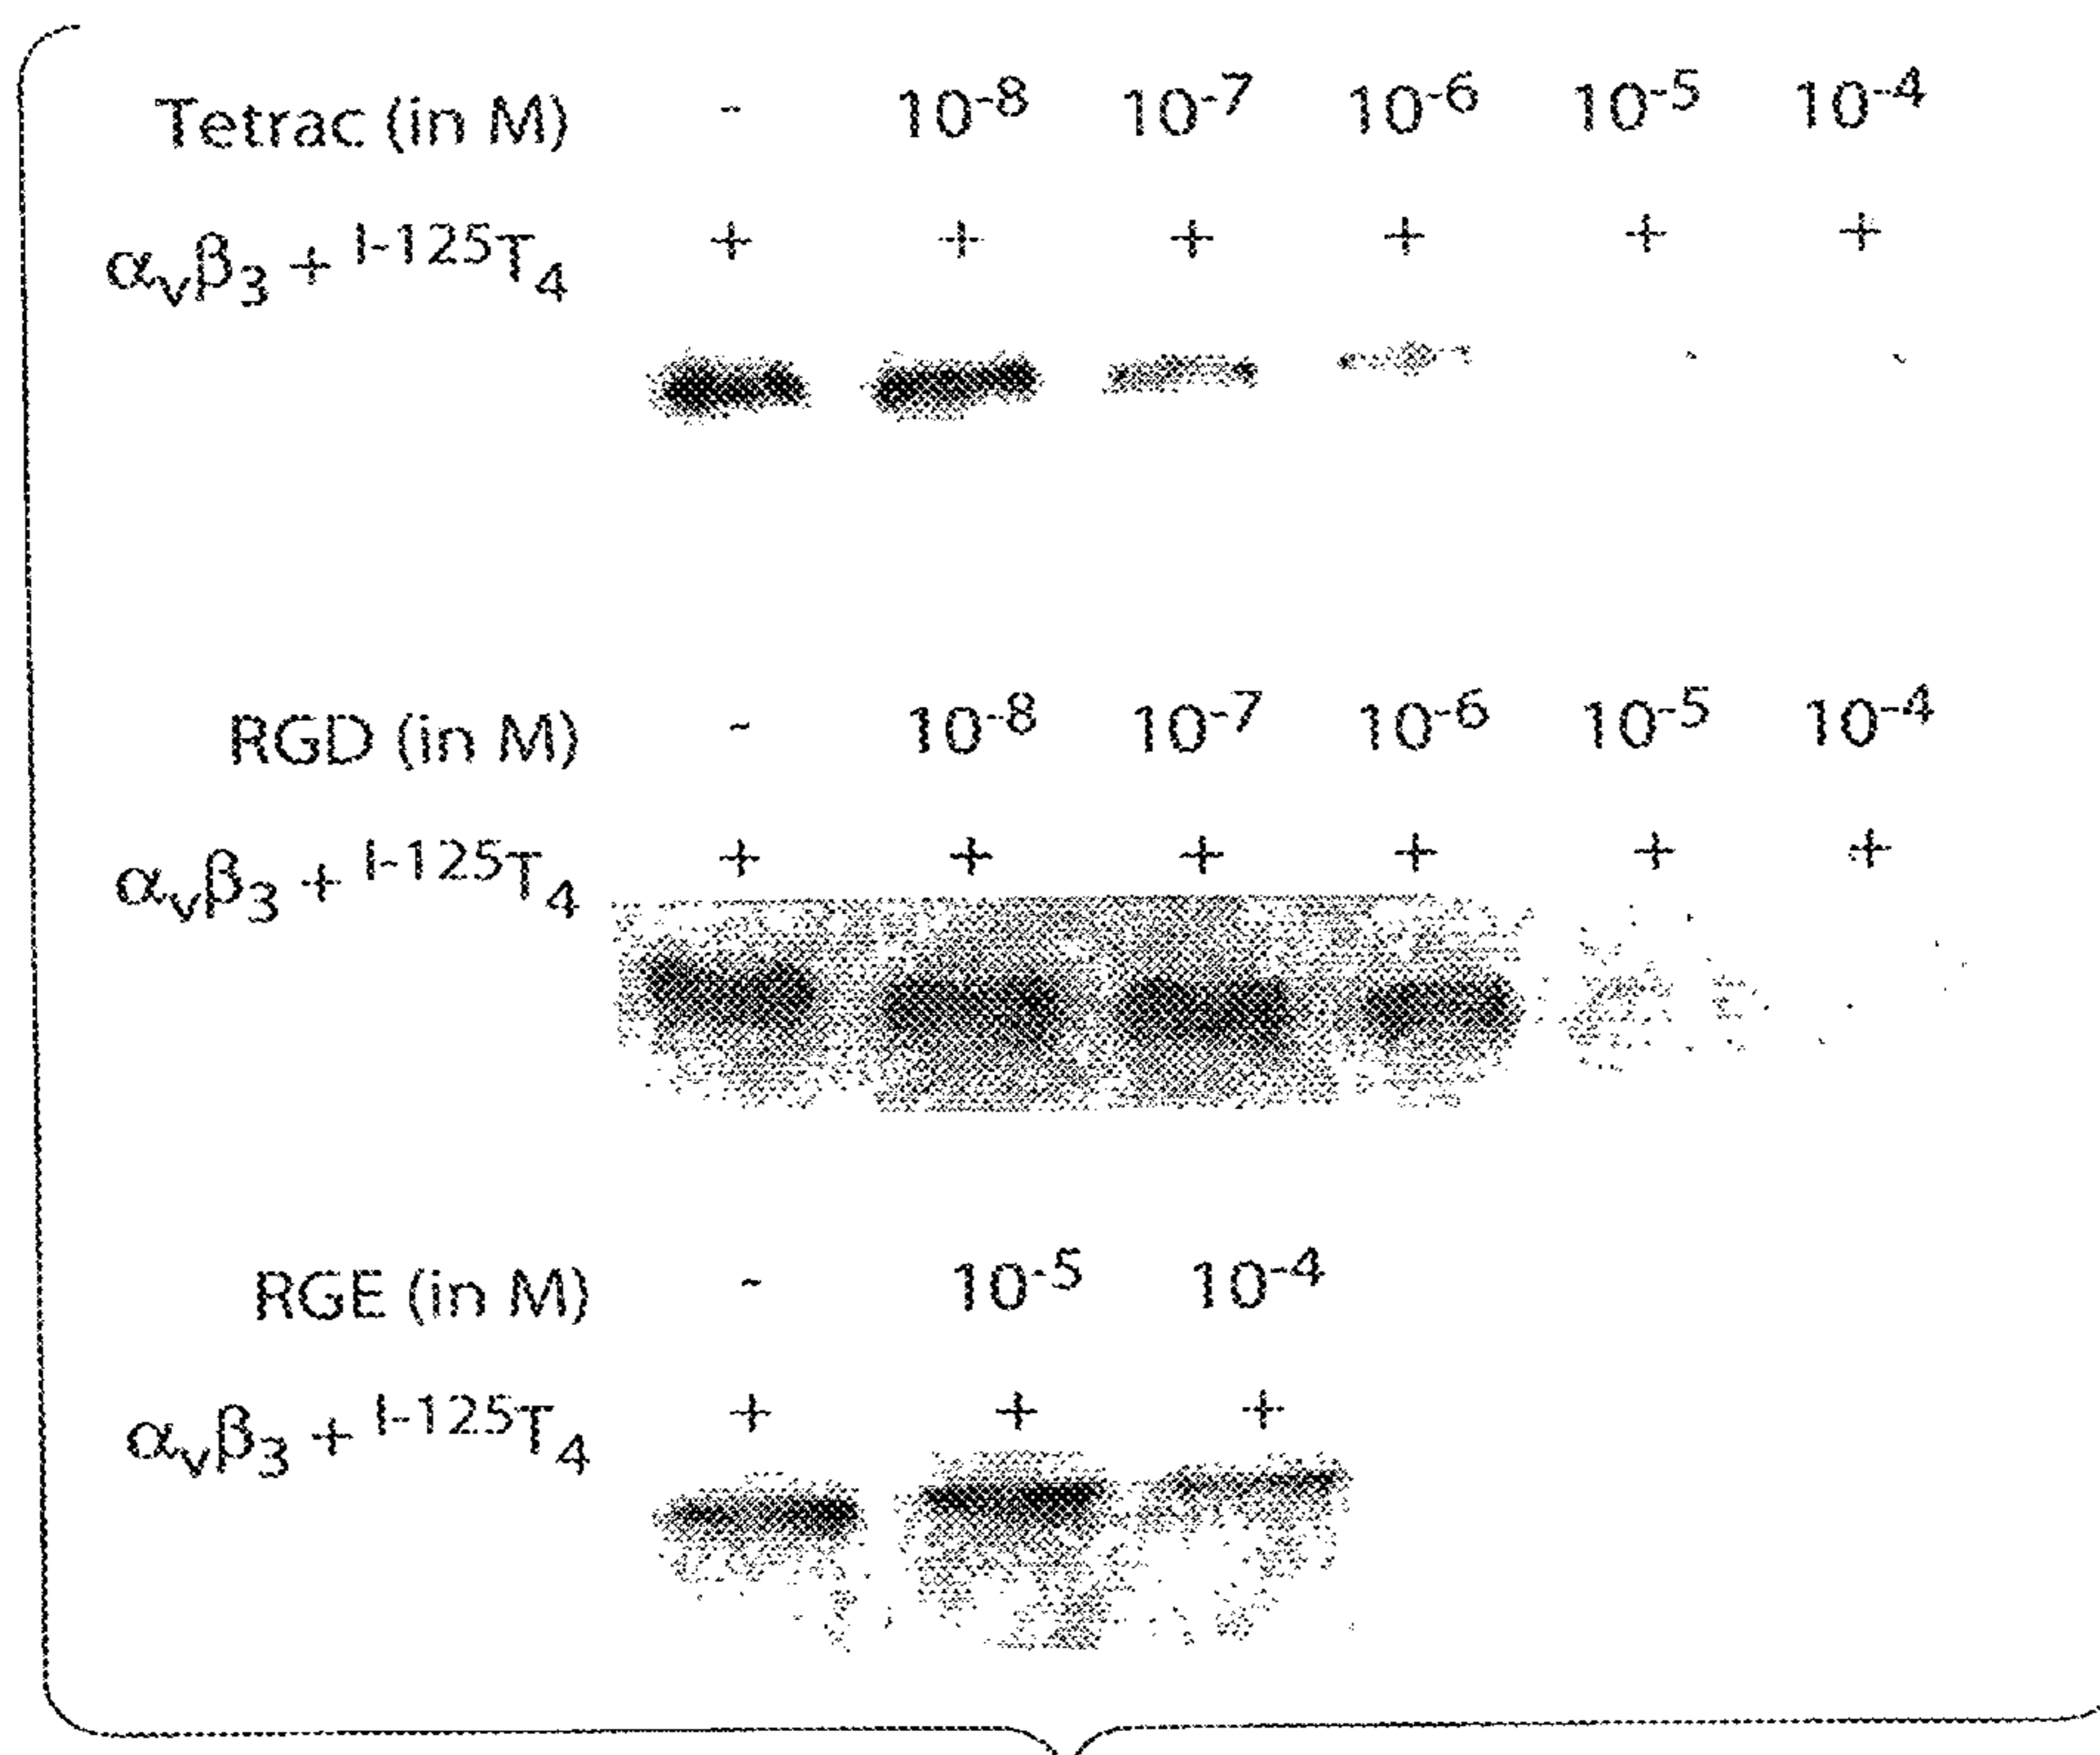 Tetrac (in M) - 10⁻⁸ 10⁻⁷ 10⁻⁶ 10⁻⁵ 10⁻⁴
αᵥβ₃ + ᴵ⁻¹²⁵T₄ + + + + + +
RGD (in M) - 10⁻⁸ 10⁻⁷ 10⁻⁶ 10⁻⁵ 10⁻⁴
αᵥβ₃ + ᴵ⁻¹²⁵T₄ + + + + + +
RGE (in M) - 10⁻⁵ 10⁻⁴
αᵥβ₃ + ᴵ⁻¹²⁵T₄ + + +